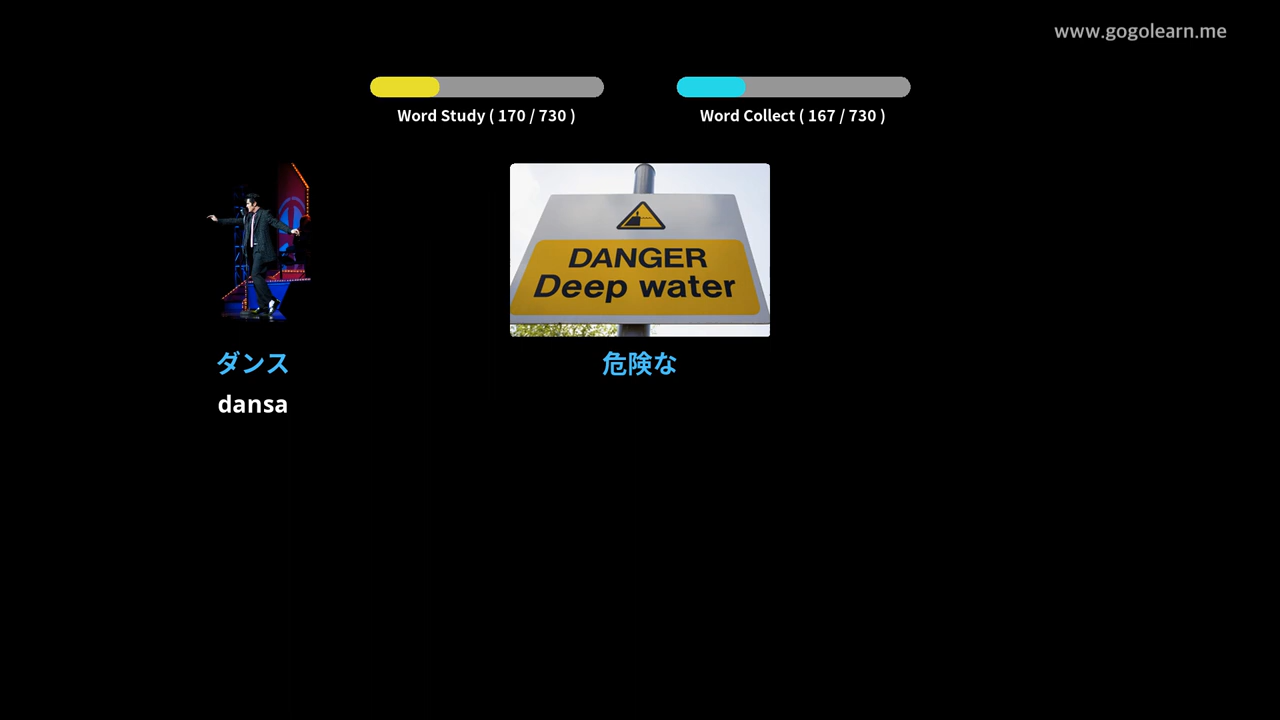 www.gogolearn.me
Word Study ( 170 / 730 )
Word Collect ( 167 / 730 )
DANGER
Deep water
ダンス
危険な
dansa